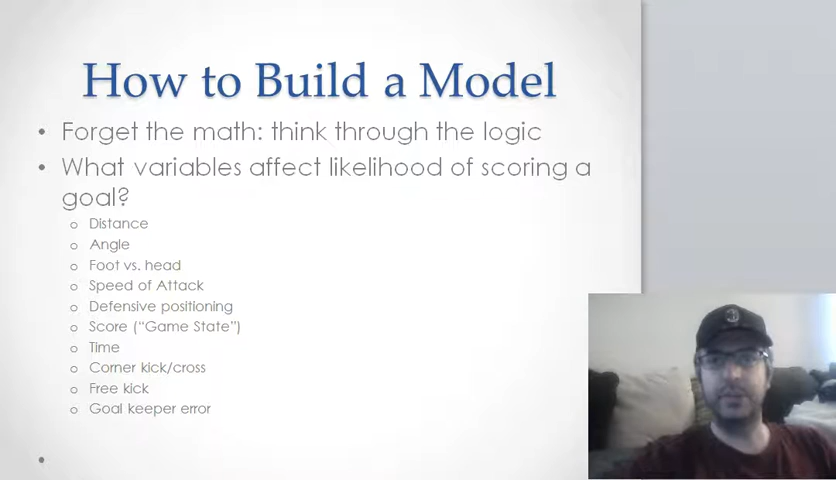 How to Build a Model
• Forget the math: think through the logic
• What variables affect likelihood of scoring a
goal?
o Distance
o Angle
o Foot vs. head
o Speed of Attack
o Defensive positioning
o Score (“Game State”)
o Time
o Corner kick/cross
o Free kick
o Goal keeper error
•